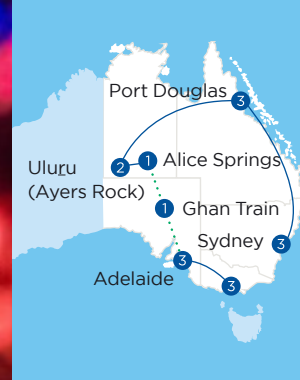 Port Douglas
3
1
Alice Springs
2
Uluru
(Ayers Rock)
1
Ghan Train
Sydney
3
3
Adelaide
3